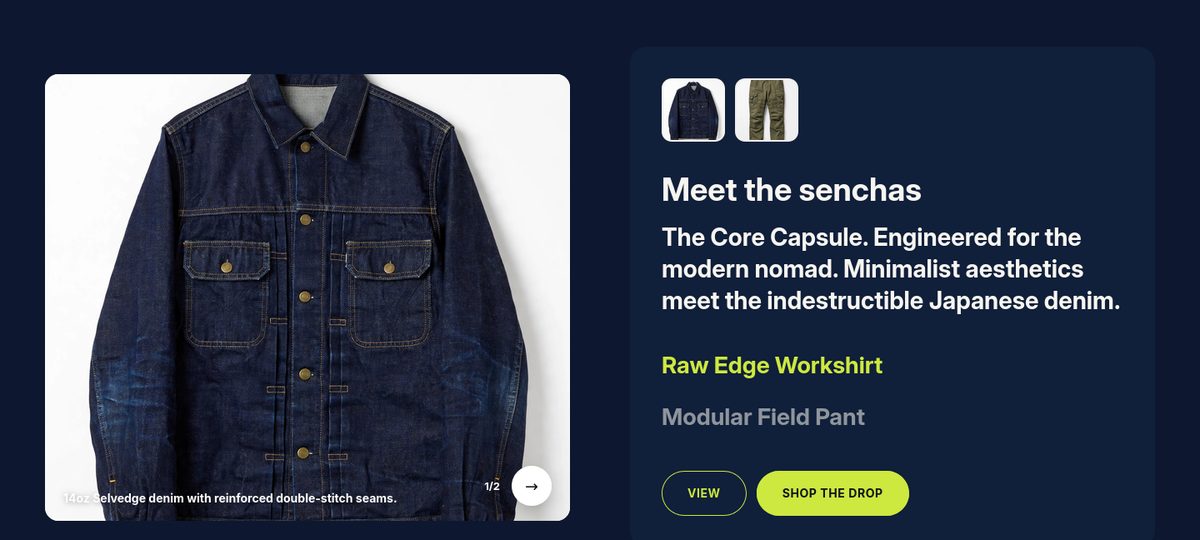 14oz Selvedge denim with reinforced double-stitch seams.
1/2
→
Meet the senchas
The Core Capsule. Engineered for the
modern nomad. Minimalist aesthetics
meet the indestructible Japanese denim.
Raw Edge Workshirt
Modular Field Pant
VIEW
SHOP THE DROP